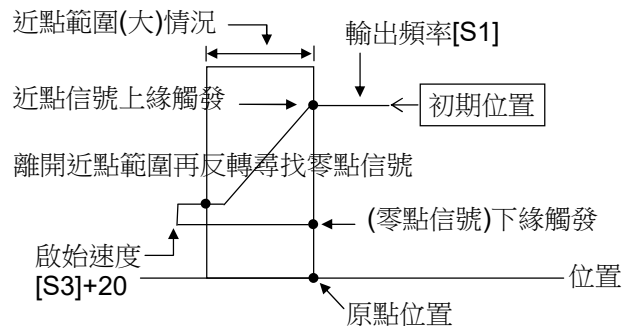 近點範圍(大)情況
輸出頻率[S1]
近點信號上緣觸發
初期位置
離開近點範圍再反轉尋找零點信號
(零點信號)下緣觸發
啟始速度
[S3]+20
位置
原點位置